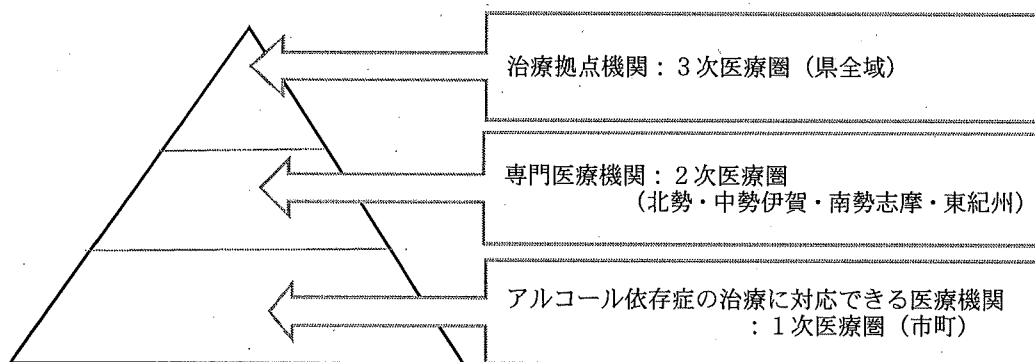 治療拠点機関：３次医療圏（県全域）
専門医療機関：２次医療圏
（北勢・中勢伊賀・南勢志摩・東紀州）
アルコール依存症の治療に対応できる医療機関
：１次医療圏（市町）